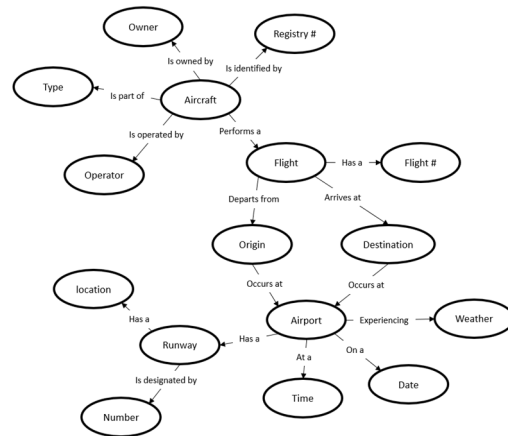 Owner
Registry #
Is owned by
Is identified by
Type
Is part of
Aircraft
Is operated by
Performs a
Operator
Flight
Has a
Flight #
Departs from
Arrives at
Origin
Destination
Occurs at
Occurs at
location
Has a
Airport
Experiencing
Weather
Runway
Has a
Is designated by
At a
On a
Number
Time
Date